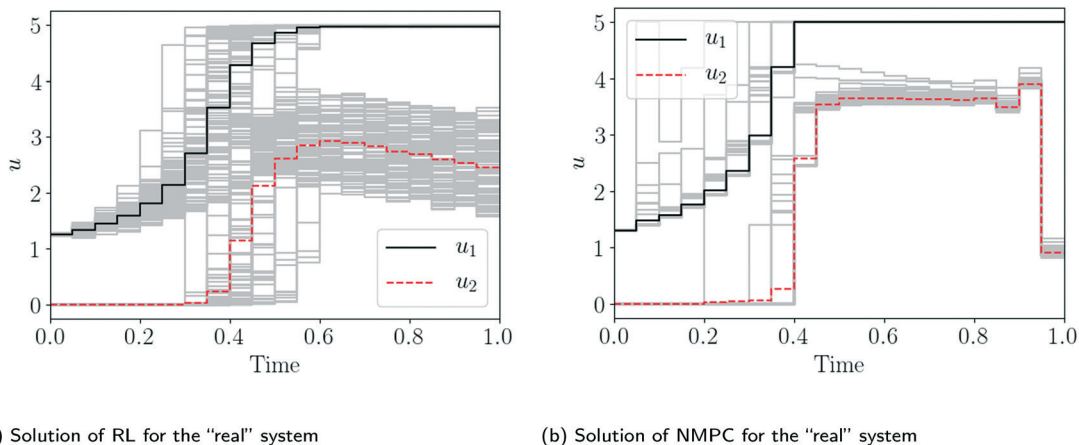 5
4
3
2
1
0
u
u₁
u₂
0.0 0.2 0.4 0.6 0.8 1.0
Time
5
4
3
2
1
0
u
u₁
u₂
0.0 0.2 0.4 0.6 0.8 1.0
Time
) Solution of RL for the “real” system
(b) Solution of NMPC for the “real” system